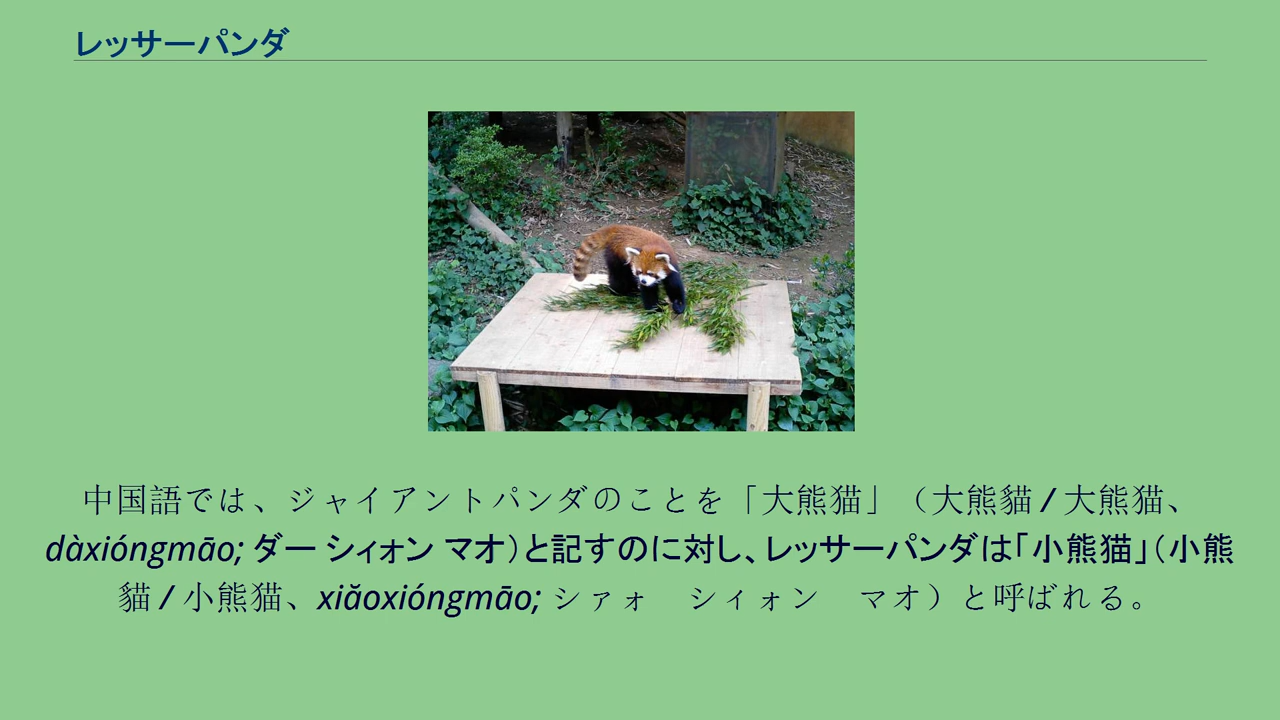 レッサーパンダ
中国語では、ジャイアントパンダのことを「大熊猫」（大熊貓 / 大熊猫、
dàxióngmāo; ダー シィォン マオ）と記すのに対し、レッサーパンダは「小熊猫」（小熊
貓 / 小熊猫、xiǎoxióngmāo; シァォ　シィォン　マオ）と呼ばれる。